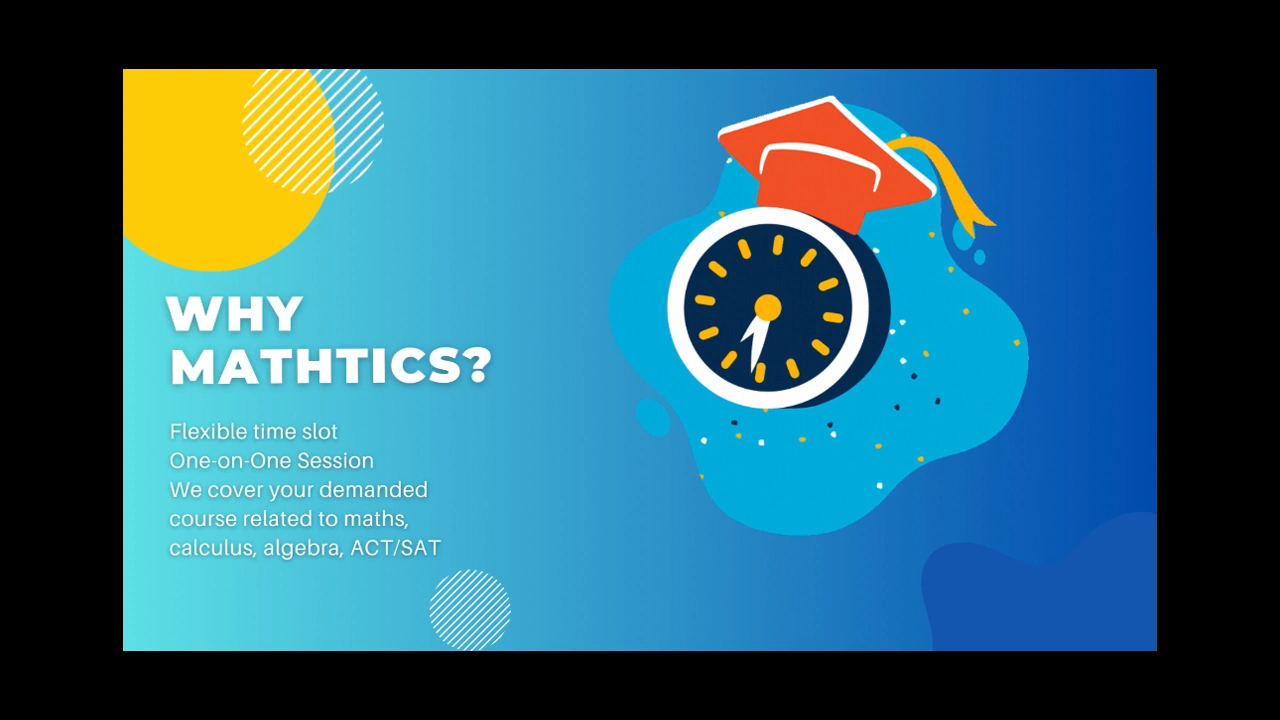 WHY
MATHTICS?
Flexible time slot
One-on-One Session
We cover your demanded
course related to maths,
calculus, algebra, ACT/SAT